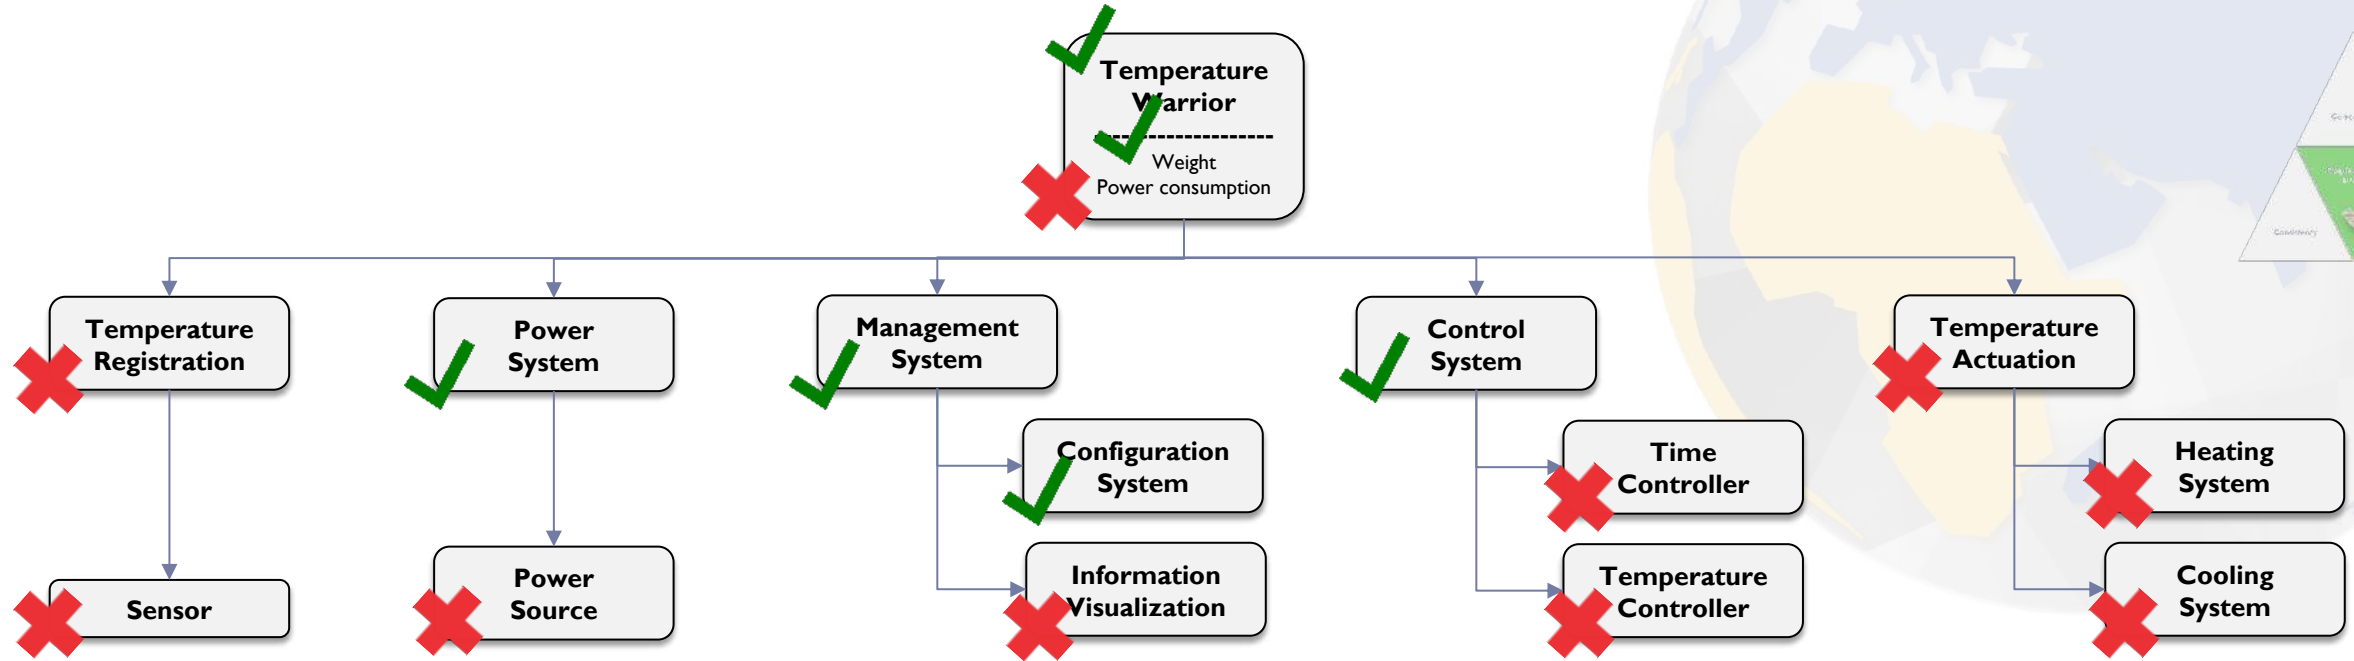 Temperature
Warrior
--------------------
Weight
Power consumption
Temperature
Registration
Power
System
Management
System
Control
System
Temperature
Actuation
Configuration
System
Time
Controller
Heating
System
Sensor
Power
Source
Information
Visualization
Temperature
Controller
Cooling
System